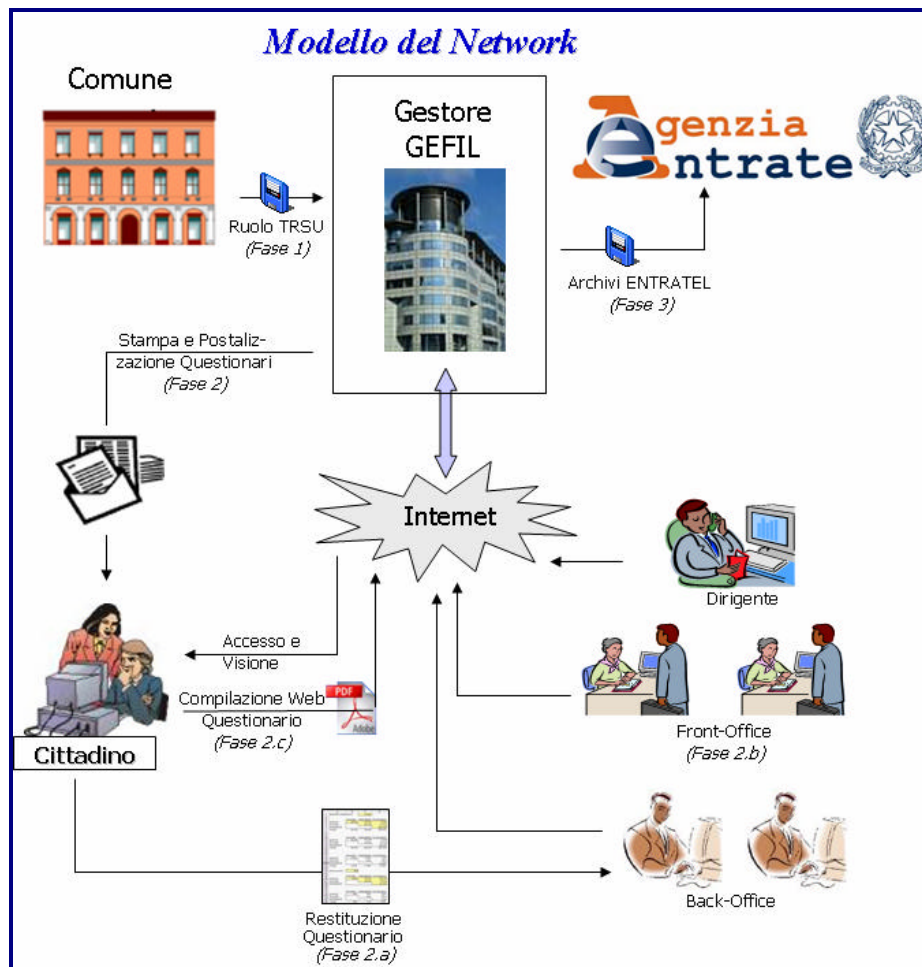 Modello del Network
Comune
Gestore
GEFIL
Agenzia
Entrate
Ruolo TRSU
(Fase 1)
Archivi ENTRATEL
(Fase 3)
Stampa e Postaliz-
zazione Questionari
(Fase 2)
Internet
Dirigente
Accesso e
Visione
Compilazione Web
Questionario
(Fase 2.c)
PDF
Adobe
Front-Office
(Fase 2.b)
Cittadino
Back-Office
Restituzione
Questionario
(Fase 2.a)